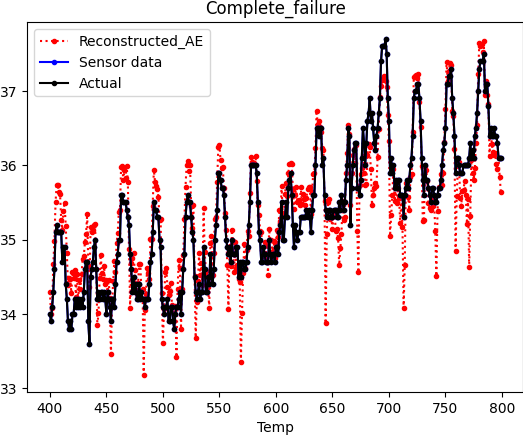 Complete_failure
Reconstructed_AE
Sensor data
Actual
37
36
35
34
33
400 450 500 550 600 650 700 750 800
Temp